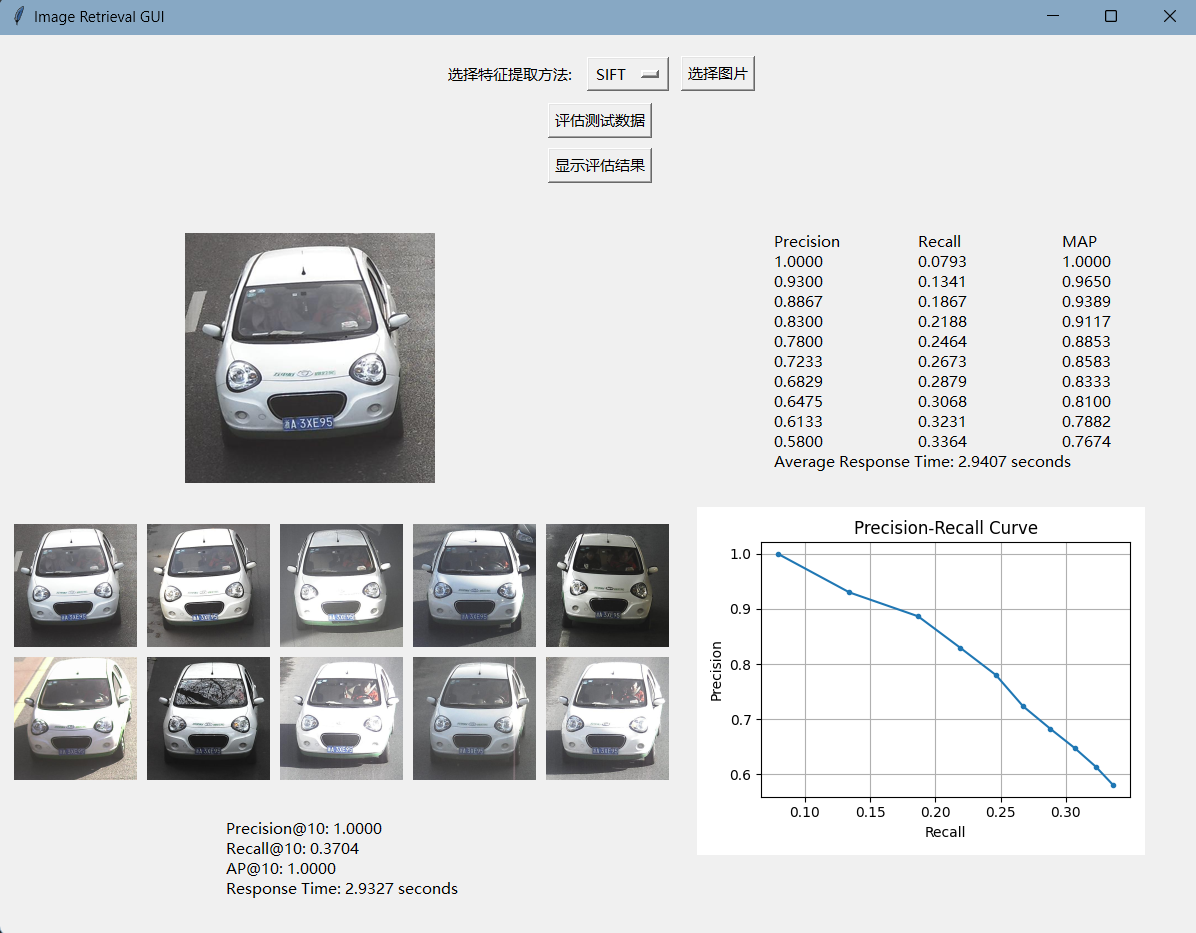 Image Retrieval GUI
选择特征提取方法: SIFT 选择图片
评估测试数据
显示评估结果
A 3XE95
Precision Recall MAP
1.0000 0.0793 1.0000
0.9300 0.1341 0.9650
0.8867 0.1867 0.9389
0.8300 0.2188 0.9117
0.7800 0.2464 0.8853
0.7233 0.2673 0.8583
0.6829 0.2879 0.8333
0.6475 0.3068 0.8100
0.6133 0.3231 0.7882
0.5800 0.3364 0.7674
Average Response Time: 2.9407 seconds
Precision-Recall Curve
1.0
0.9
0.8
0.7
0.6
Precision
0.10 0.15 0.20 0.25 0.30
Recall
Precision@10: 1.0000
Recall@10: 0.3704
AP@10: 1.0000
Response Time: 2.9327 seconds